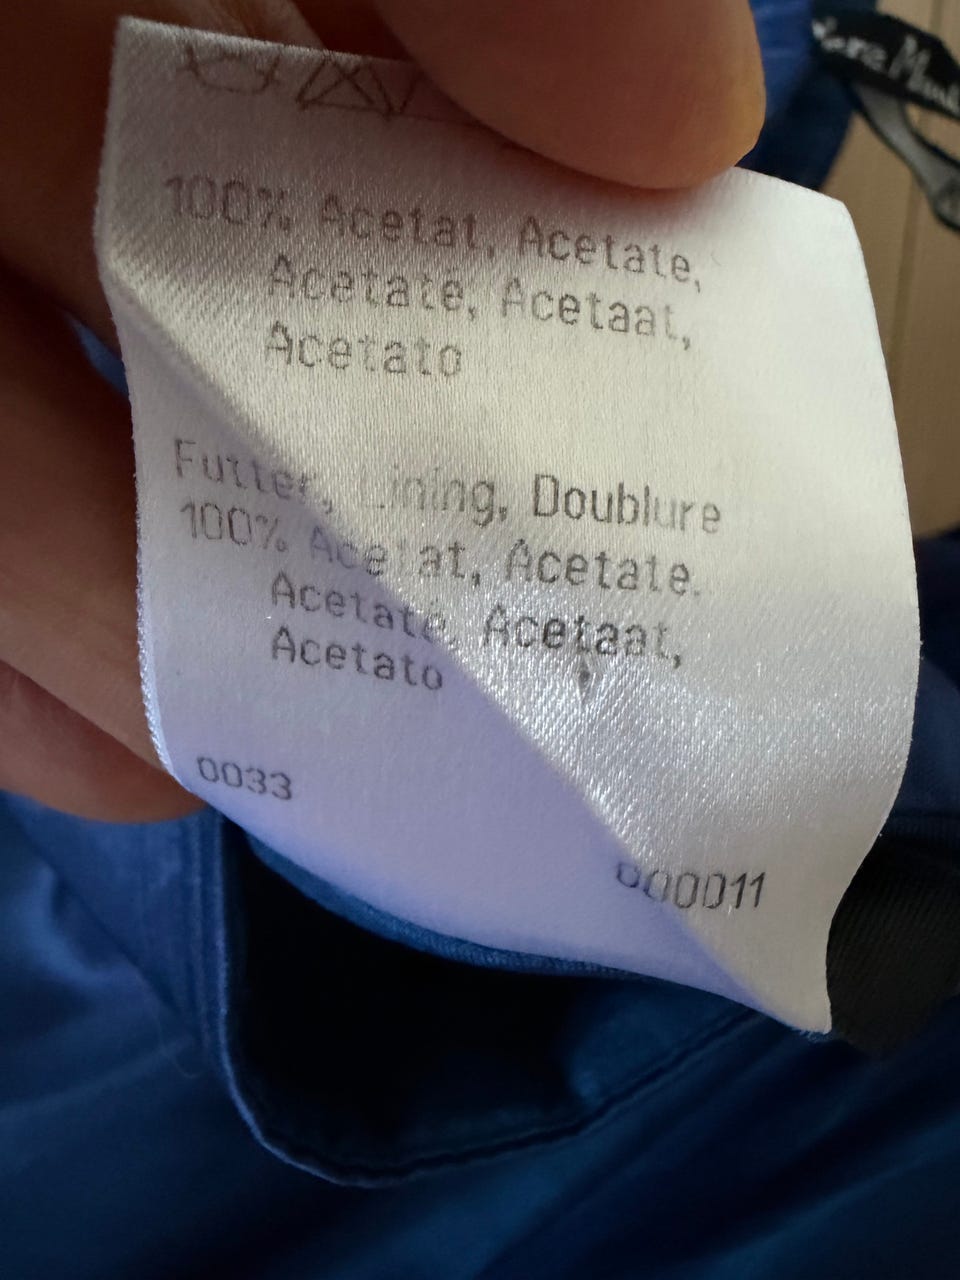 100% Acetat, Acetate,
Acetate, Acetaat,
Acetato
Futter, Lining, Doublure
100% Acetat, Acetate.
Acetate, Acetaat,
Acetato
0033
000011